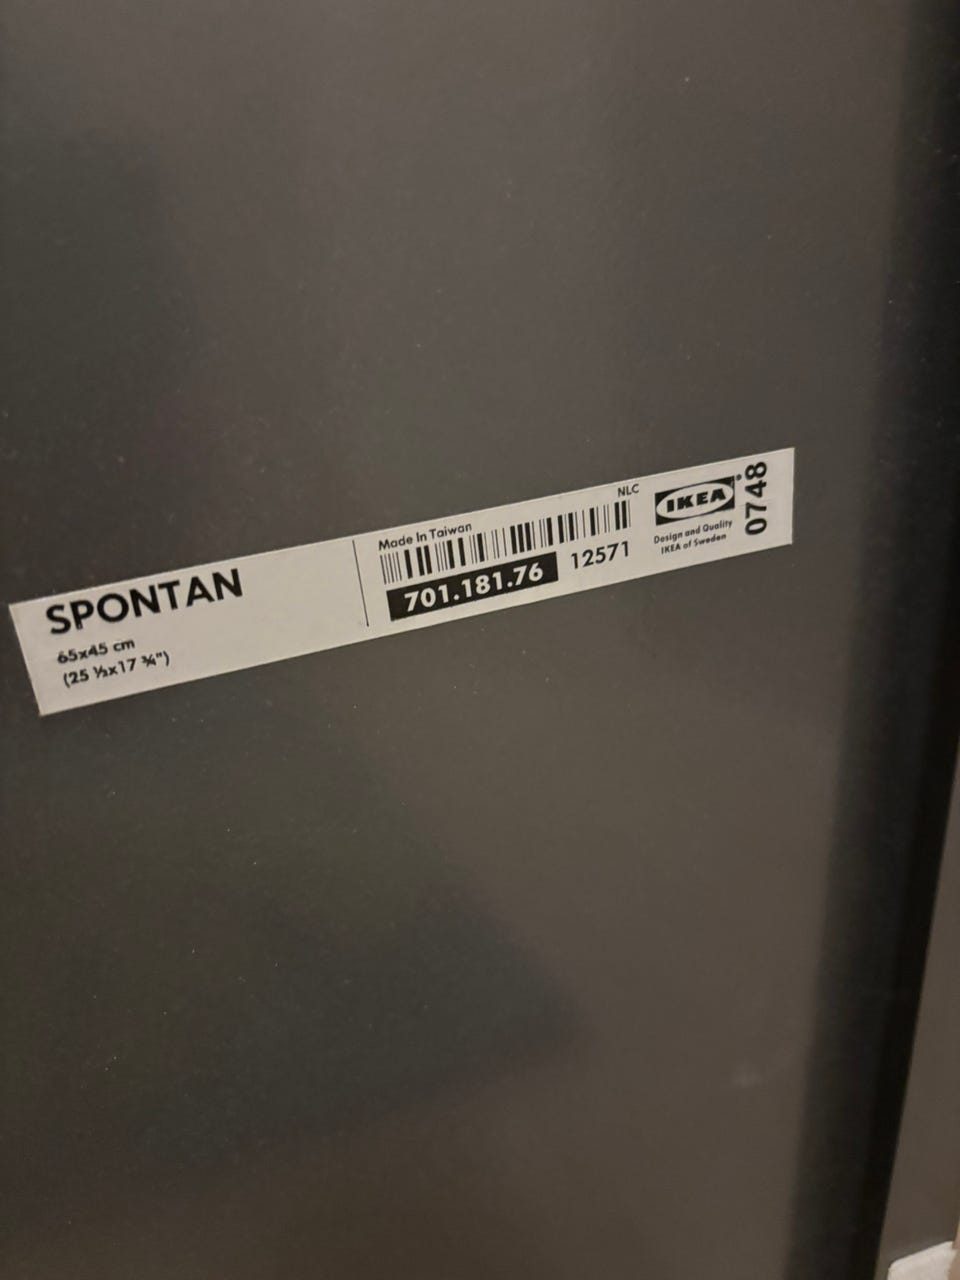 SPONTAN
65x45 cm
(25 ½x17 ¾")
Made In Taiwan
NLC
701.181.76
12571
IKEA®
Design and Quality
IKEA of Sweden
0748